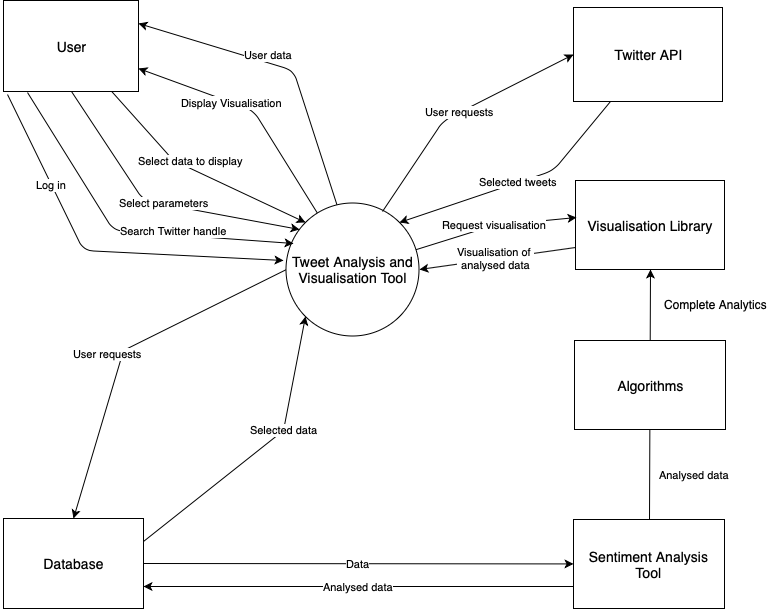 User
Twitter API
User data
Display Visualisation
User requests
Select data to display
Log in
Selected tweets
Select parameters
Search Twitter handle
Request visualisation
Visualisation Library
Visualisation of
analysed data
Tweet Analysis and
Visualisation Tool
Complete Analytics
User requests
Algorithms
Selected data
Analysed data
Database
Data
Sentiment Analysis
Tool
Analysed data